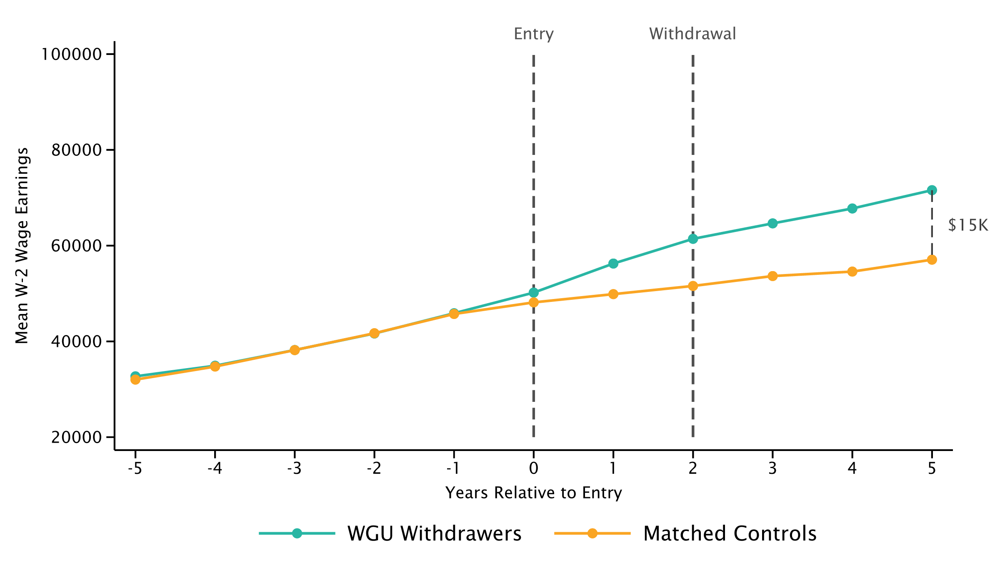 Entry
Withdrawal
100000
80000
60000
40000
20000
Mean W-2 Wage Earnings
$15K
-5 -4 -3 -2 -1 0 1 2 3 4 5
Years Relative to Entry
WGU Withdrawers
Matched Controls